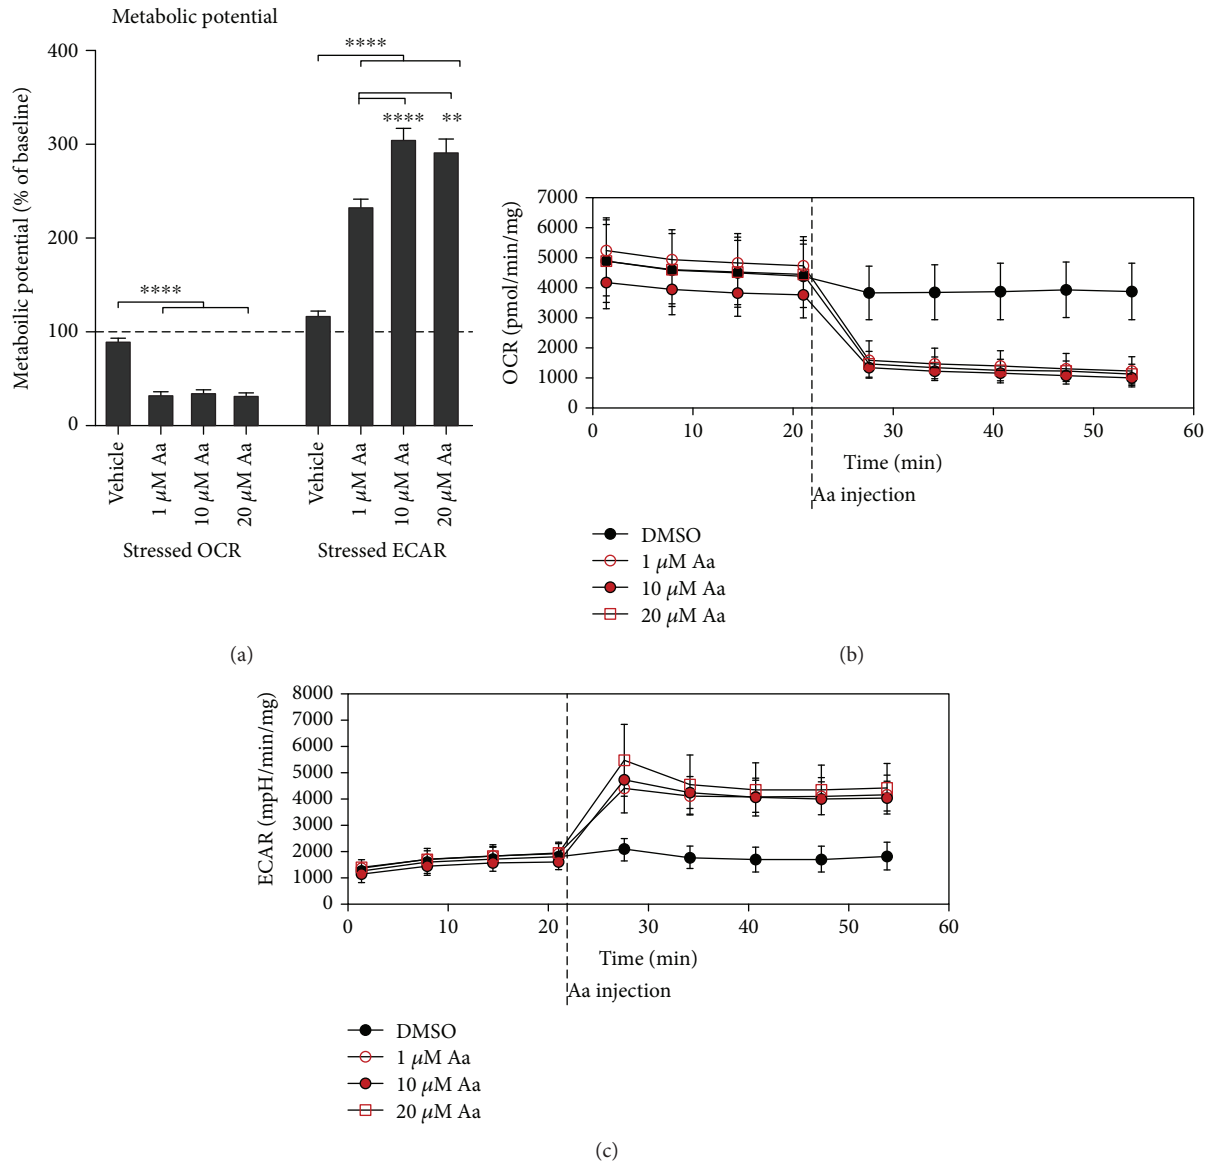 (a)
Metabolic potential
Metaboilic potential (% of baseline)
400
300
200
100
0
****
****
****
**
Vehicle
1 μM Aa
10 μM Aa
20 μM Aa
Vehicle
1 μM Aa
10 μM Aa
20 μM Aa
Stressed OCR
Stressed ECAR
(a)
OCR (pmol/min/mg)
7000
6000
5000
4000
3000
2000
1000
0
0 10 20 30 40 50 60
Time (min)
Aa injection
DMSO
1 μM Aa
10 μM Aa
20 μM Aa
(b)
ECAR (mpH/min/mg)
8000
7000
6000
5000
4000
3000
2000
1000
0
0 10 20 30 40 50 60
Time (min)
Aa injection
DMSO
1 μM Aa
10 μM Aa
20 μM Aa
(c)